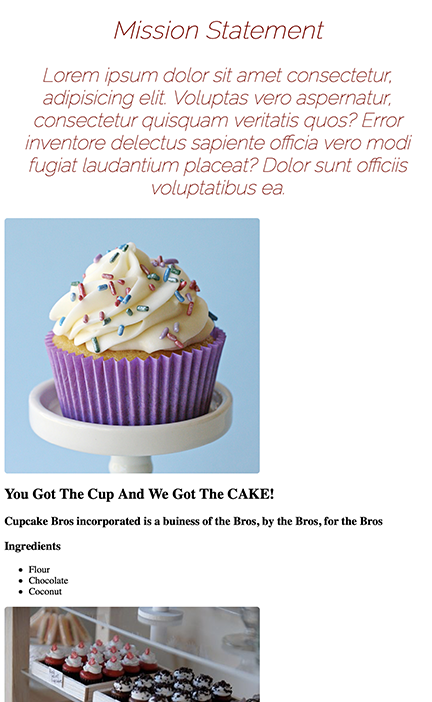 Mission Statement
Lorem ipsum dolor sit amet consectetur,
adipisicing elit. Voluptas vero aspernatur,
consectetur quisquam veritatis quos? Error
inventore delectus sapiente officia vero modi
fugiat laudantium placeat? Dolor sunt officiis
voluptatibus ea.
You Got The Cup And We Got The CAKE!
Cupcake Bros incorporated is a buiness of the Bros, by the Bros, for the Bros
Ingredients
Flour
Chocolate
Coconut